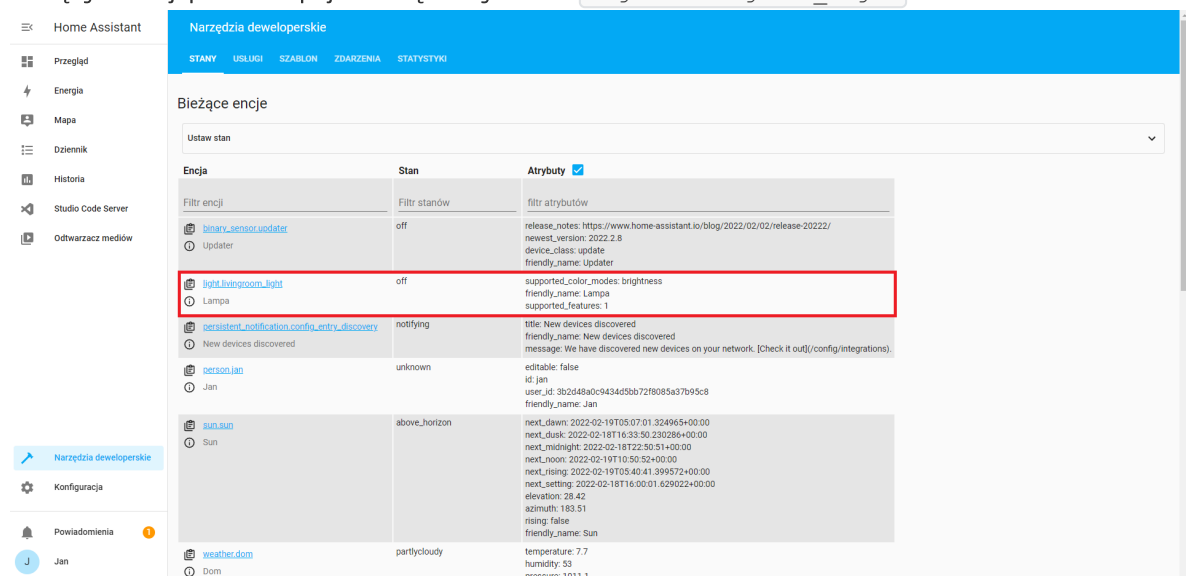 Home Assistant
Narzędzia deweloperskie
STANY USŁUGI SZABLON ZDARZENIA STATYSTYKI
Przegląd
Energia
Mapa
Dziennik
Historia
Studio Code Server
Odtwarzacz mediów
Narzędzia deweloperskie
Konfiguracja
Powiadomienia 1
J Jan
Bieżące encje
Ustaw stan
Encja Stan Atrybuty
Filtr encji Filtr stanów filtr atrybutów
binary_sensor.updater
Updater
off
release_notes: https://www.home-assistant.io/blog/2022/02/02/release-20222/
newest_version: 2022.2.8
device_class: update
friendly_name: Updater
light.livingroom_light
Lampa
off
supported_color_modes: brightness
friendly_name: Lampa
supported_features: 1
persistent_notification.config_entry_discovery
New devices discovered
notifying
title: New devices discovered
friendly_name: New devices discovered
message: We have discovered new devices on your network. [Check it out](/config/integrations).
person.jan
Jan
unknown
editable: false
id: jan
user_id: 3b2d48a0c9434d5bb72f8085a37b95c8
friendly_name: Jan
sun.sun
Sun
above_horizon
next_dawn: 2022-02-19T05:07:01.324965+00:00
next_dusk: 2022-02-18T16:33:50.230286+00:00
next_midnight: 2022-02-18T22:50:51+00:00
next_noon: 2022-02-19T10:50:52+00:00
next_rising: 2022-02-19T05:40:41.399572+00:00
next_setting: 2022-02-18T16:00:01.629022+00:00
elevation: 28.42
azimuth: 183.51
rising: false
friendly_name: Sun
weather.dom
Dom
partlycloudy
temperature: 7.7
humidity: 53
pressure: 1011.1